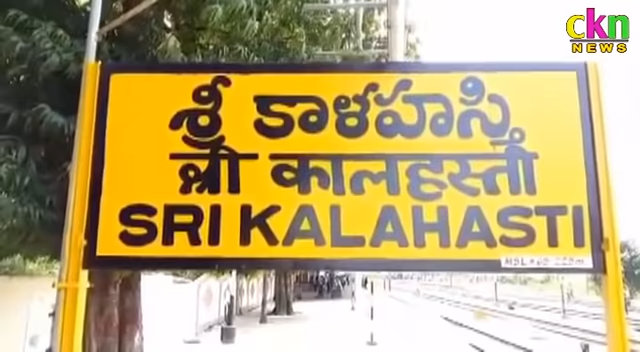 ckn
NEWS
శ్రీ కాళహస్తి
श्री कालहस्ती
SRI KALAHASTI